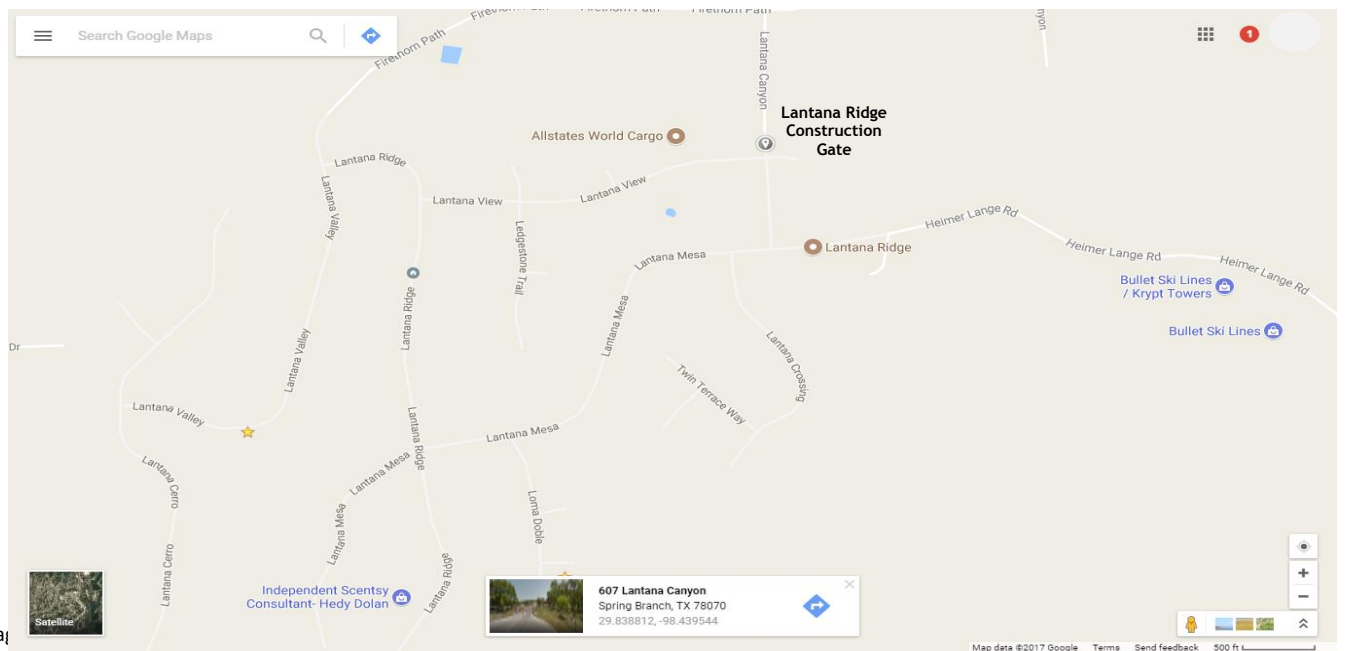 Firethorn Path
Firethorn Path
Search Google Maps
1
Firethorn Path
Lantana Canyon
Lantana Ridge
Construction
Gate
Allstates World Cargo
Lantana Ridge
Lantana View
Lantana View
Lantana Valley
Ledgestone Trail
Heimer Lange Rd
Lantana Mesa
Lantana Ridge
Heimer Lange Rd
Heimer Lange Rd
Bullet Ski Lines
/ Krypt Towers
Bullet Ski Lines
Lantana Ridge
Lantana Mesa
Dr
Lantana Valley
Lantana Crossing
Twin Terrace Way
Lantana Valley
Lantana Ridge
Lantana Mesa
Lantana Mesa
Lantana Cerro
Loma Doble
Lantana Mesa
Lantana Cerro
Lantana Ridge
Independent Scentsy
Consultant- Hedy Dolan
607 Lantana Canyon
Spring Branch, TX 78070
29.838812, -98.439544
Satellite
Map data ©2017 Google Terms Send feedback 500 ft